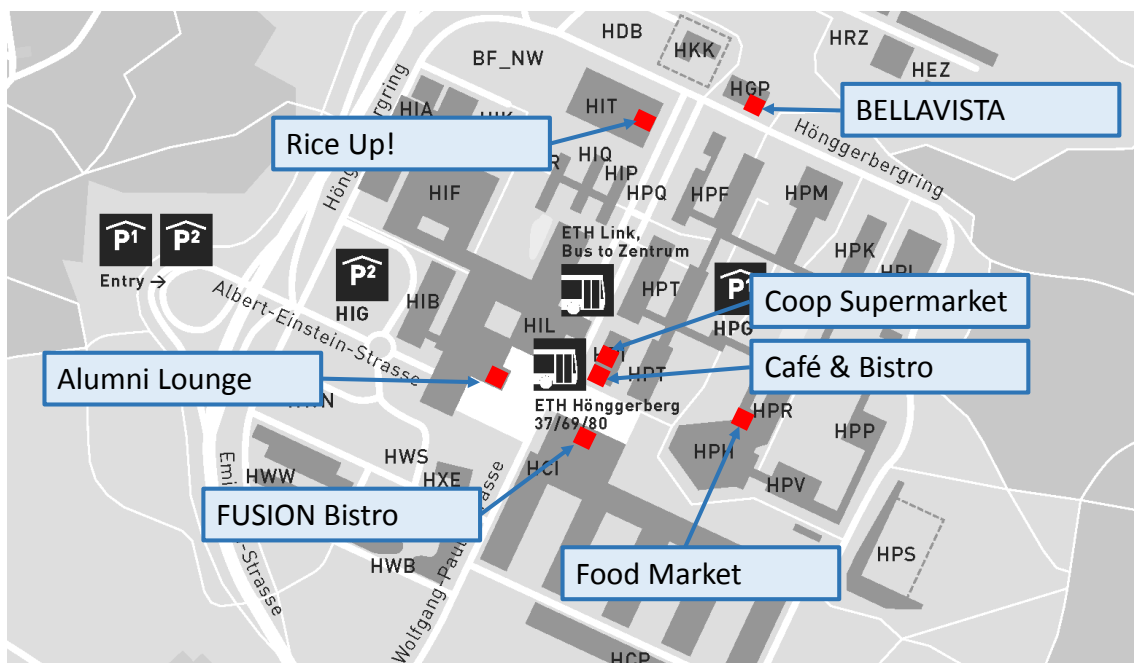 HDB
HKK
HRZ
BF_NW
HEZ
HGP
BELLAVISTA
HIA
HIT
Rice Up!
Hönggerbergring
HIQ
HIP
HIF
HPQ
HPF
HPM
P1
P2
Entry →
ETH Link,
Bus to Zentrum
HPK
P2
HIG
HIB
HPT
HPG
Coop Supermarket
Albert-Einstein-Strasse
HIL
Alumni Lounge
HPT
Café & Bistro
ETH Hönggerberg
37/69/80
HPR
HPP
HWS
HPH
HWW
HXE
HCI
HPV
FUSION Bistro
HWB
Food Market
HPS
HCP